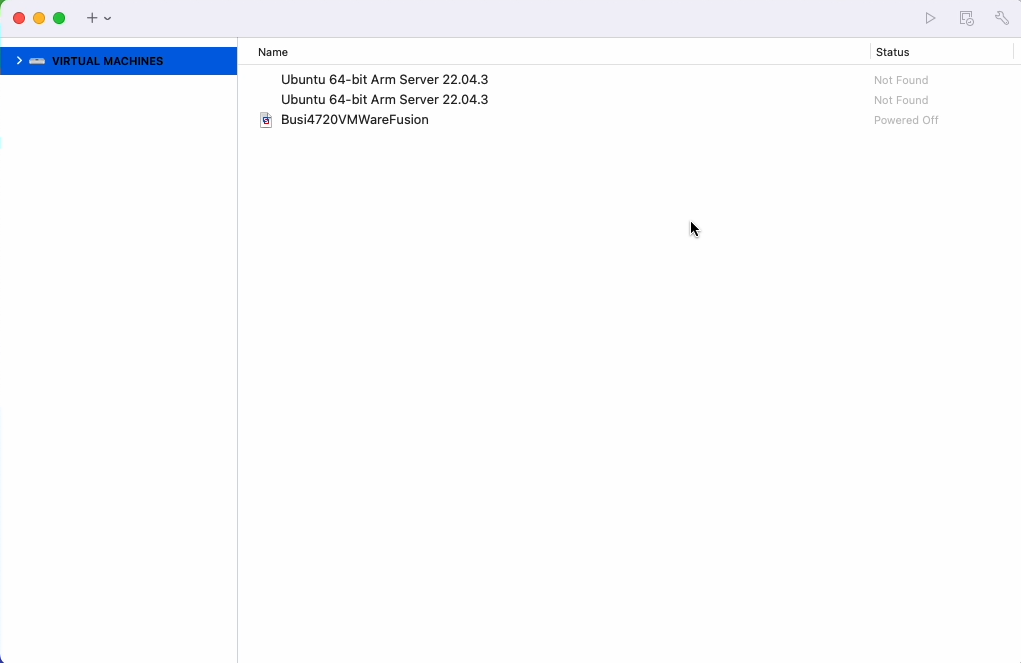 VIRTUAL MACHINES
Name Status
Ubuntu 64-bit Arm Server 22.04.3 Not Found
Ubuntu 64-bit Arm Server 22.04.3 Not Found
Busi4720VMWareFusion Powered Off